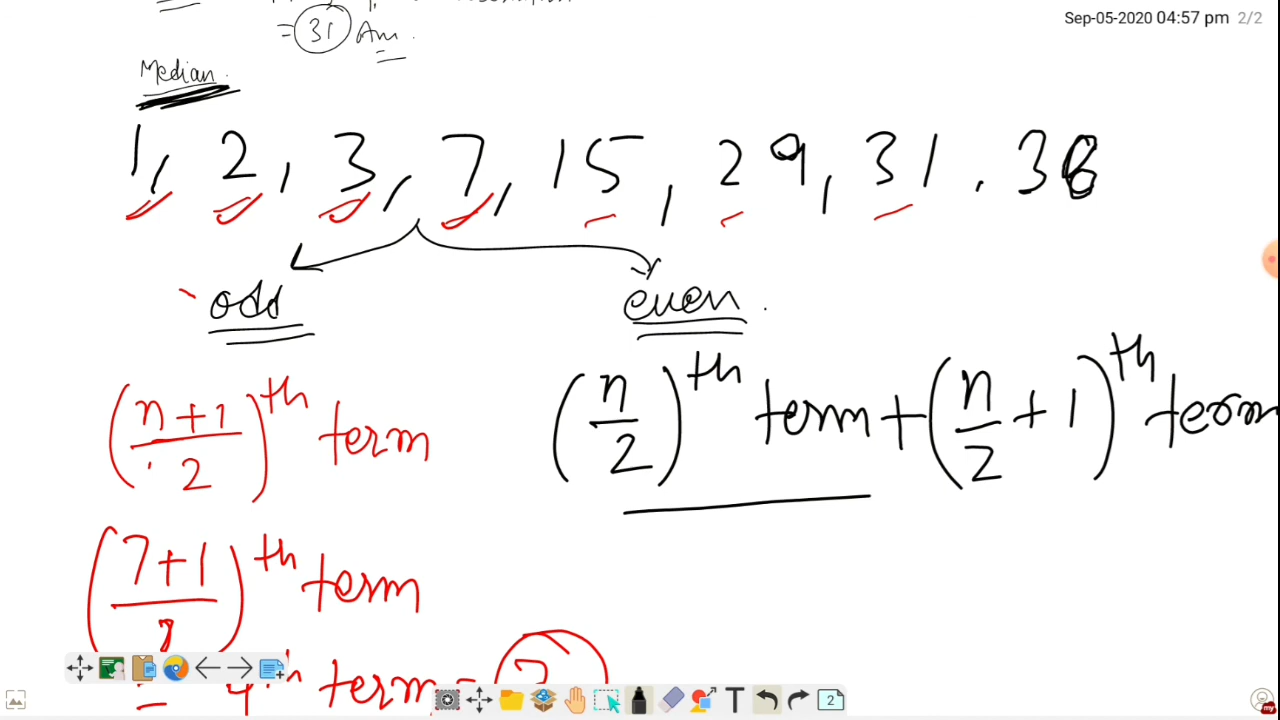 Sep-05-2020 04:57 pm 2/2
= 31 Am.
Median.
1, 2, 3, 7, 15, 29, 31. 38
odd
even.
(n+1/2)th term
(n/2)th term + (n/2 + 1)th term
(7+1/2)th term
= 4th term = 7
T
2